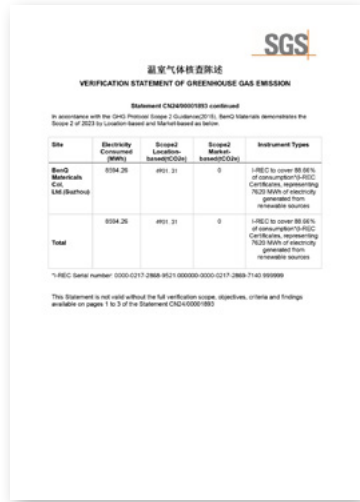 SGS
温室气体核查陈述
VERIFICATION STATEMENT OF GREENHOUSE GAS EMISSION
Statement CN24/00001893 continued
In accordance with the GHG Protocol Scope 2 Guidance(2015), BenQ Materials demonstrates the
Scope 2 of 2023 by Location-based and Market-based as below.
Site Electricity Consumed (MWh) Scope2 Location-based(tCO2e) Scope2 Market-based(tCO2e) Instrument Types
BenQ Materials Col, Ltd.(Suzhou) 8594.26 4901.31 0 I-REC to cover 88.66%
of consumption*(I-REC
Certificates, representing
7620 MWh of electricity
generated from
renewable sources
Total 8594.26 4901.31 0 I-REC to cover 88.66%
of consumption*(I-REC
Certificates, representing
7620 MWh of electricity
generated from
renewable sources
*I-REC Serial number: 0000-0217-2868-9521.000000-0000-0217-2869-7140.999999
This Statement is not valid without the full verification scope, objectives, criteria and findings
available on pages 1 to 3 of the Statement CN24/00001893